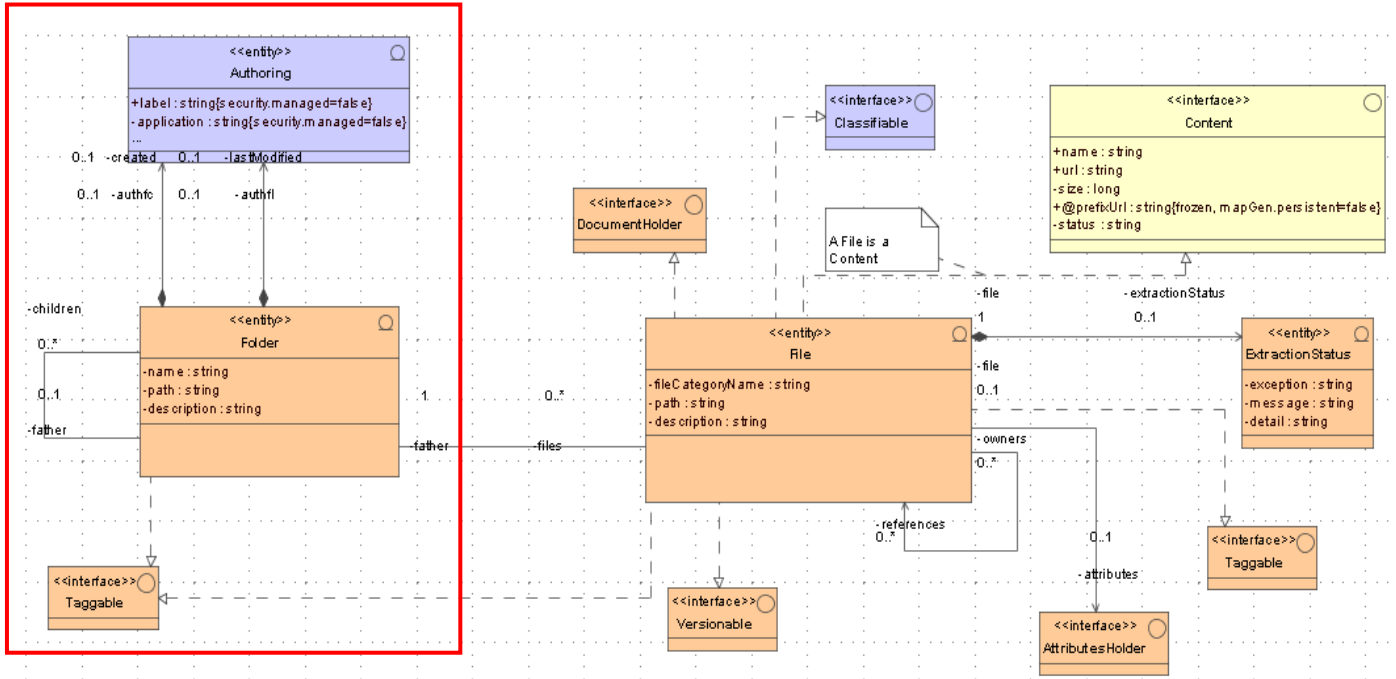 <<entity>>
Authoring
+label : string{security.managed=false}
-application : string{security.managed=false}
...
0..1 -created 0..1 -lastModified
0..1 -authfc 0..1 -authfl
<<interface>>
Classifiable
<<interface>>
Content
+name : string
+url : string
-size : long
+@prefixUrl : string{frozen, mapGen.persistent=false}
-status : string
<<interface>>
DocumentHolder
A File is a
Content
-children
0..*
0..1
-father
<<entity>>
Folder
-name : string
-path : string
-description : string
1 0..*
-father -files
<<entity>>
File
-fileCategoryName : string
-path : string
-description : string
-file -extractionStatus
1 0..1
<<entity>>
ExtractionStatus
-exception : string
-message : string
-detail : string
-file
0..1
-owners
0..*
-references
0..*
0..1
-attributes
<<interface>>
Taggable
<<interface>>
Taggable
<<interface>>
Versionable
<<interface>>
AttributesHolder